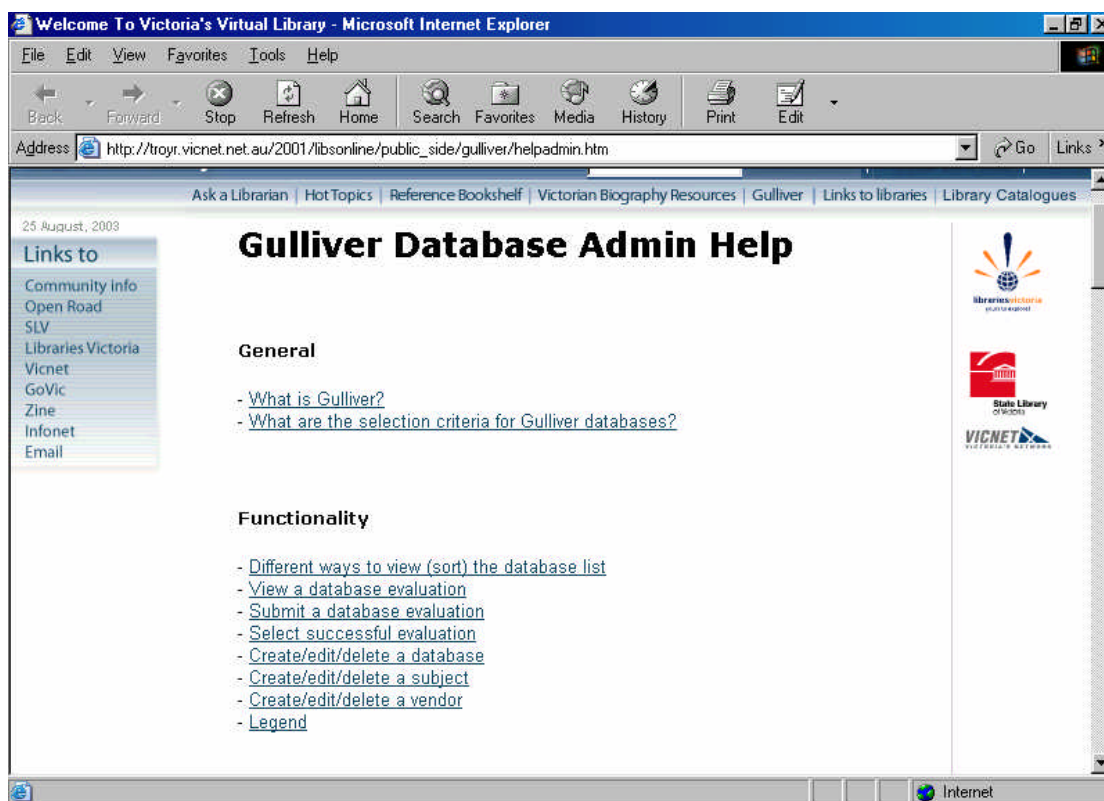 Welcome To Victoria's Virtual Library - Microsoft Internet Explorer
File Edit View Favorites Tools Help
Back Forward Stop Refresh Home Search Favorites Media History Print Edit
Address http://troyr.vicnet.net.au/2001/libsonline/public_side/gulliver/helpadmin.htm Go Links
Ask a Librarian | Hot Topics | Reference Bookshelf | Victorian Biography Resources | Gulliver | Links to libraries | Library Catalogues
25 August, 2003
Links to
Community info
Open Road
SLV
Libraries Victoria
Vicnet
GoVic
Zine
Infonet
Email
Gulliver Database Admin Help
General
- What is Gulliver?
- What are the selection criteria for Gulliver databases?
Functionality
- Different ways to view (sort) the database list
- View a database evaluation
- Submit a database evaluation
- Select successful evaluation
- Create/edit/delete a database
- Create/edit/delete a subject
- Create/edit/delete a vendor
- Legend
librariesvictoria
State Library
of Victoria
VICNET
VICTORIA'S NETWORK
Internet